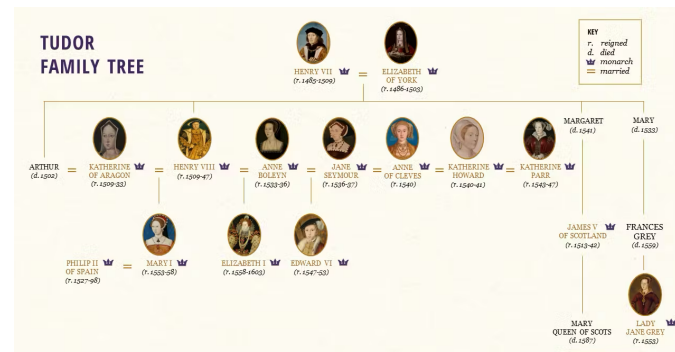 TUDOR
FAMILY TREE
KEY
r. reigned
d. died
monarch
= married
HENRY VII
(r.1485-1509)
=
ELIZABETH
OF YORK
(r.1486-1503)
ARTHUR
(d.1502)
=
KATHERINE
OF ARAGON
(r.1509-33)
=
HENRY VIII
(r.1509-47)
=
ANNE
BOLEYN
(r.1533-36)
=
JANE
SEYMOUR
(r.1536-37)
=
ANNE
OF CLEVES
(r.1540)
=
KATHERINE
HOWARD
(r.1540-41)
=
KATHERINE
PARR
(r.1543-47)
MARGARET
(d.1541)
MARY
(d.1533)
PHILIP II
OF SPAIN
(r.1527-98)
=
MARY I
(r.1553-58)
ELIZABETH I
(r.1558-1603)
EDWARD VI
(r.1547-53)
JAMES V
OF SCOTLAND
(r.1513-42)
FRANCES
GREY
(d.1559)
MARY
QUEEN OF SCOTS
(d.1587)
LADY
JANE GREY
(r.1553)